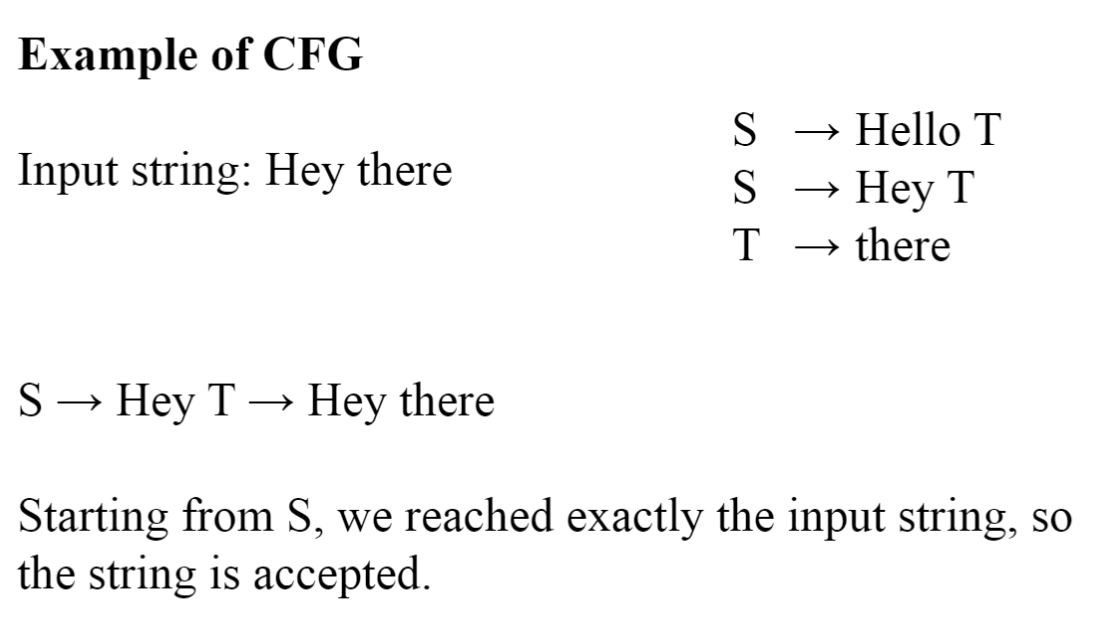 Example of CFG
Input string: Hey there
S → Hello T
S → Hey T
T → there
S → Hey T → Hey there
Starting from S, we reached exactly the input string, so
the string is accepted.